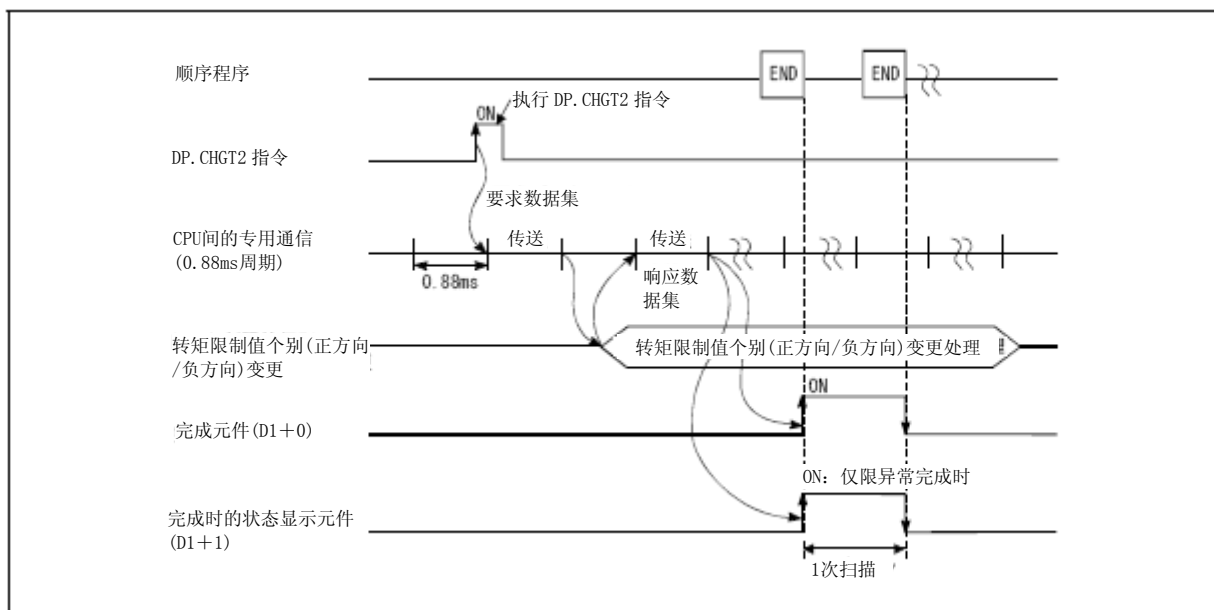 顺序程序
END
END
ON
执行 DP.CHGT2 指令
DP.CHGT2 指令
要求数据集
CPU间的专用通信
(0.88ms周期)
传送
传送
0.88ms
响应数
据集
转矩限制值个别(正方向
/负方向)变更
转矩限制值个别(正方向/负方向)变更处理
ON
完成元件(D1+0)
ON: 仅限异常完成时
完成时的状态显示元件
(D1+1)
1次扫描